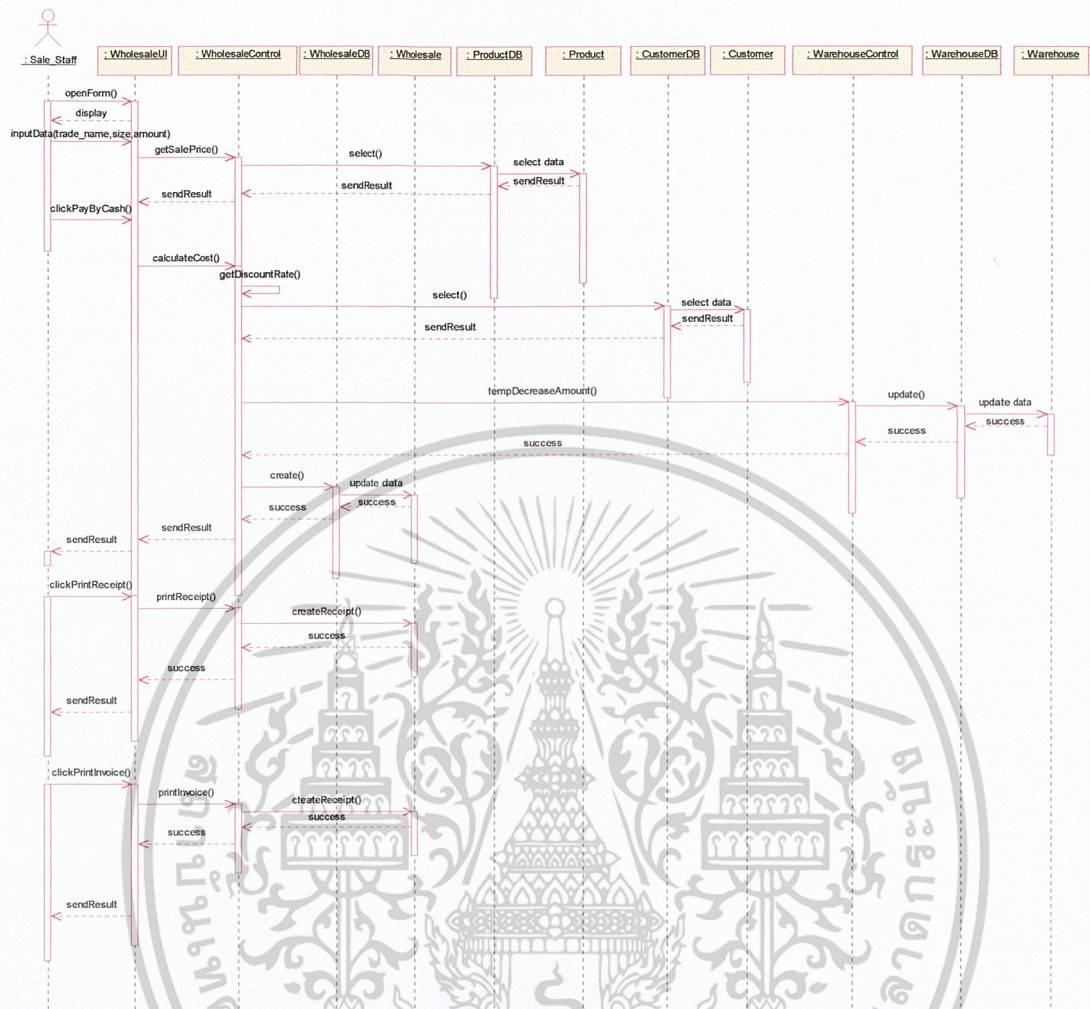 : Sale_Staff
: WholesaleUI
: WholesaleControl
: WholesaleDB
: Wholesale
: ProductDB
: Product
: CustomerDB
: Customer
: WarehouseControl
: WarehouseDB
: Warehouse
openForm()
display
inputData(trade_name,size,amount)
getSalePrice()
select()
select data
sendResult
sendResult
sendResult
clickPayByCash()
calculateCost()
getDiscountRate()
select()
select data
sendResult
sendResult
tempDecreaseAmount()
update()
update data
success
success
success
create()
update data
success
success
sendResult
sendResult
clickPrintReceipt()
printReceipt()
createReceipt()
success
success
sendResult
clickPrintInvoice()
printInvoice()
cteateReceipt()
success
success
sendResult